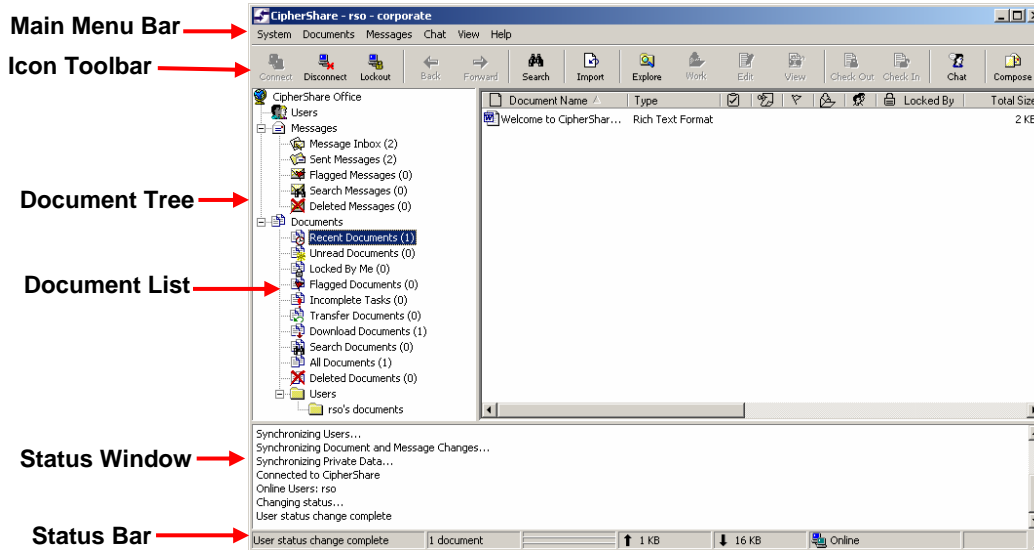 CipherShare - rso - corporate
Main Menu Bar
System Documents Messages Chat View Help
Icon Toolbar
Connect Disconnect Lockout Back Forward Search Import Explore Work Edit View Check Out Check In Chat Compose
CipherShare Office
Users
Messages
Message Inbox (2)
Sent Messages (2)
Flagged Messages (0)
Search Messages (0)
Deleted Messages (0)
Document Tree
Documents
Recent Documents (1)
Unread Documents (0)
Locked By Me (0)
Flagged Documents (0)
Document List
Incomplete Tasks (0)
Transfer Documents (0)
Download Documents (1)
Search Documents (0)
All Documents (1)
Deleted Documents (0)
Users
rso's documents
Document Name Type Locked By Total Size
Welcome to CipherShar... Rich Text Format 2 KB
Synchronizing Users...
Synchronizing Document and Message Changes...
Synchronizing Private Data...
Status Window
Connected to CipherShare
Online Users: rso
Changing status...
User status change complete
Status Bar
User status change complete 1 document 1 KB 16 KB Online